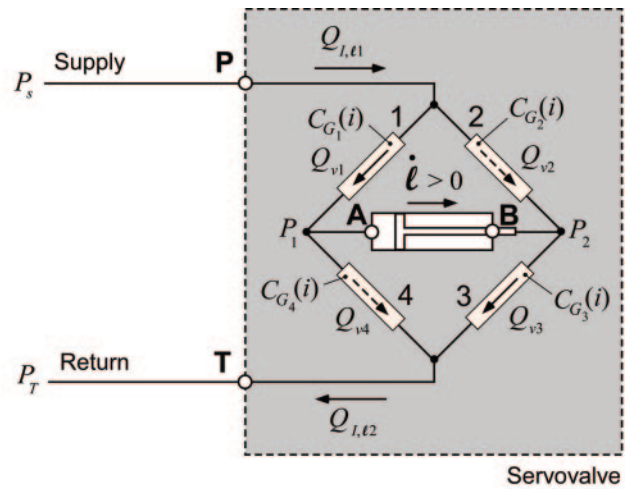 Q_{I,ℓ1}
Supply P
P_s
1 2
C_{G_1}(i) C_{G_2}(i)
Q_{v1} ℓ̇ > 0 Q_{v2}
A B
P_1 P_2
C_{G_4}(i) 4 3 C_{G_3}(i)
Q_{v4} Q_{v3}
Return T
P_T
Q_{I,ℓ2}
Servovalve